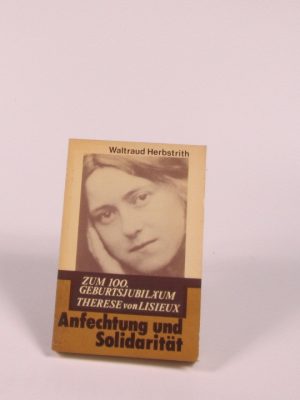 Waltraud Herbstrith
ZUM 100.
GEBURTSJUBILÄUM
THERESE von LISIEUX
Anfechtung und
Solidarität